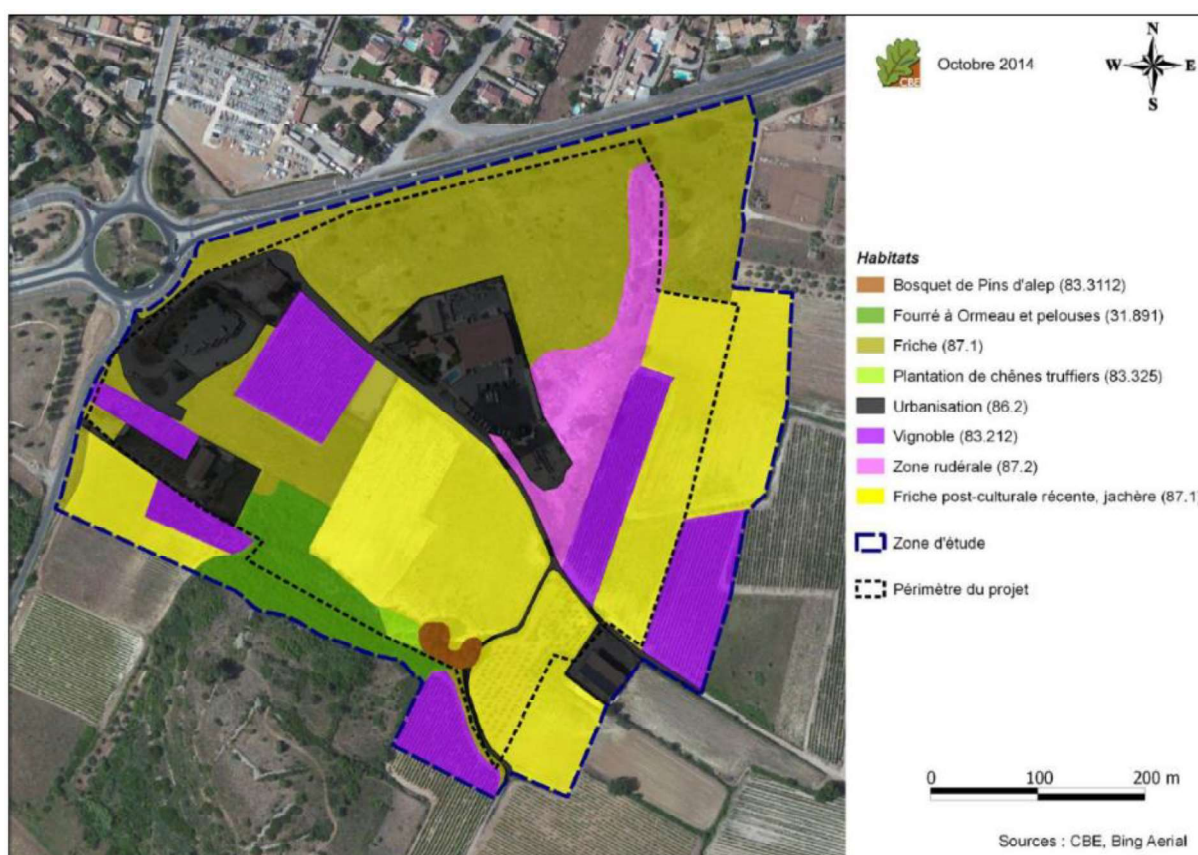 CBE
Octobre 2014
N
W
E
S
Habitats
Bosquet de Pins d'alep (83.3112)
Fourré à Ormeau et pelouses (31.891)
Friche (87.1)
Plantation de chênes truffiers (83.325)
Urbanisation (86.2)
Vignoble (83.212)
Zone rudérale (87.2)
Friche post-culturale récente, jachère (87.1)
Zone d'étude
Périmètre du projet
0 100 200 m
Sources : CBE, Bing Aerial